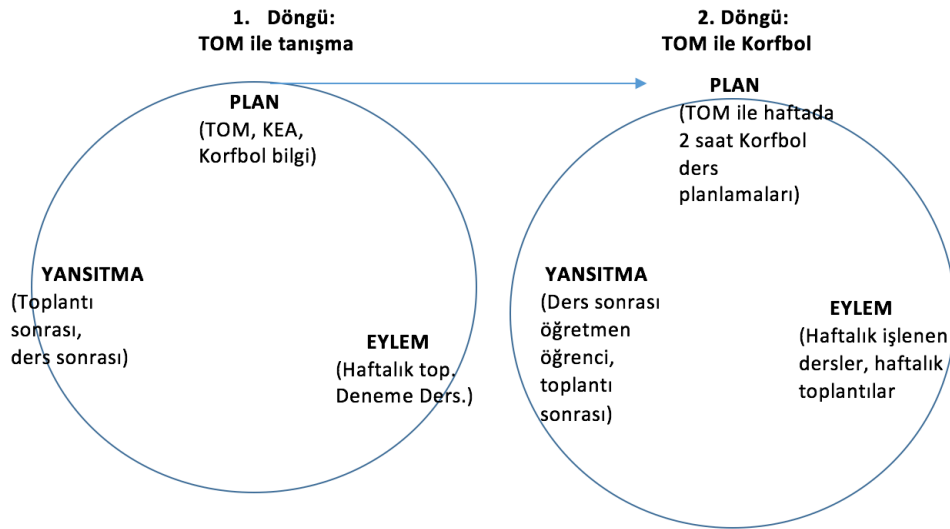 1. Döngü:
TOM ile tanışma
PLAN
(TOM, KEA,
Korfbol bilgi)
YANSITMA
(Toplantı
sonrası,
ders sonrası)
EYLEM
(Haftalık top.
Deneme Ders.)
2. Döngü:
TOM ile Korfbol
PLAN
(TOM ile haftada
2 saat Korfbol
ders
planlamaları)
YANSITMA
(Ders sonrası
öğretmen
öğrenci,
toplantı
sonrası)
EYLEM
(Haftalık işlenen
dersler, haftalık
toplantılar